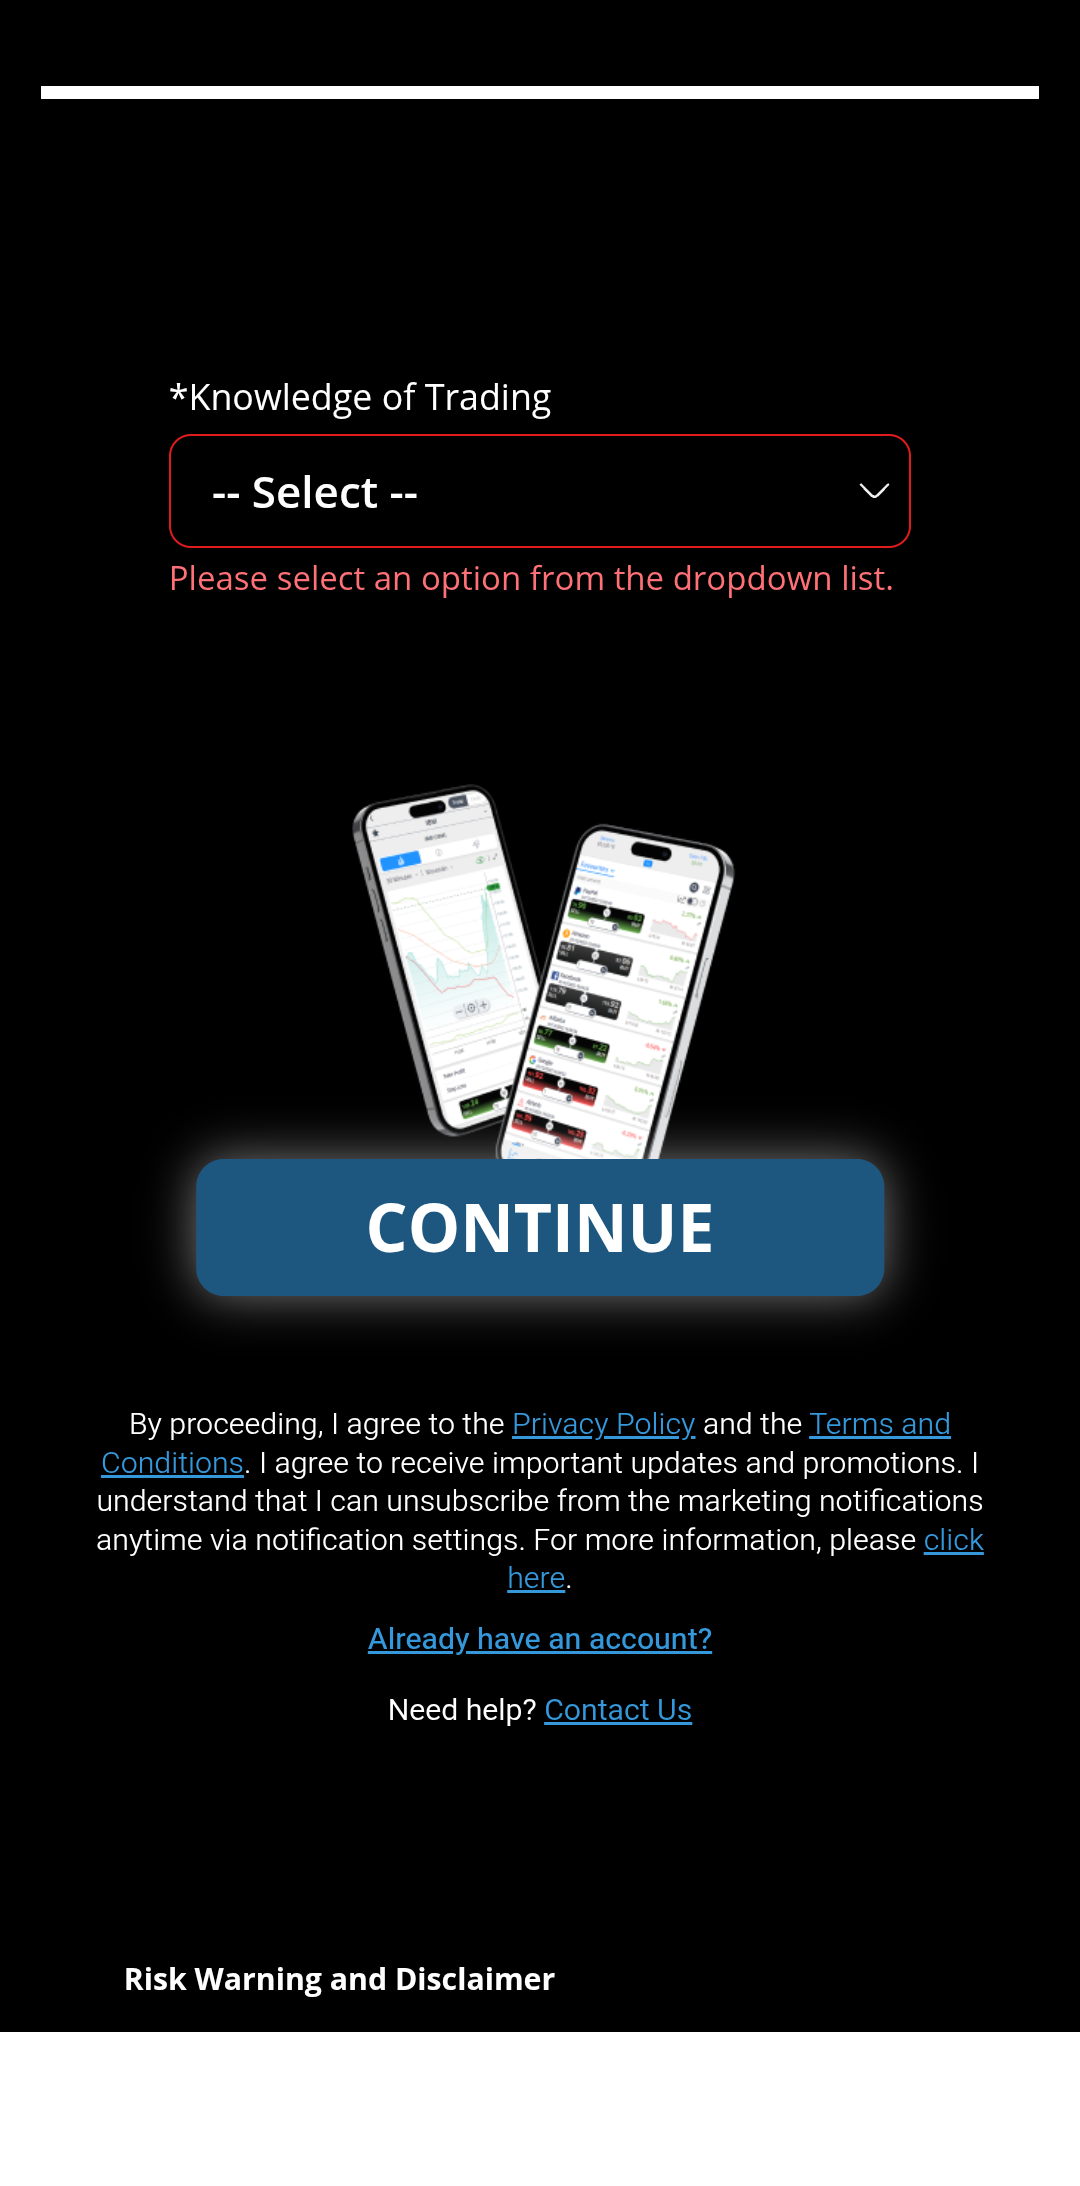 *Knowledge of Trading
-- Select --
Please select an option from the dropdown list.
CONTINUE
By proceeding, I agree to the Privacy Policy and the Terms and
Conditions. I agree to receive important updates and promotions. I
understand that I can unsubscribe from the marketing notifications
anytime via notification settings. For more information, please click
here.
Already have an account?
Need help? Contact Us
Risk Warning and Disclaimer